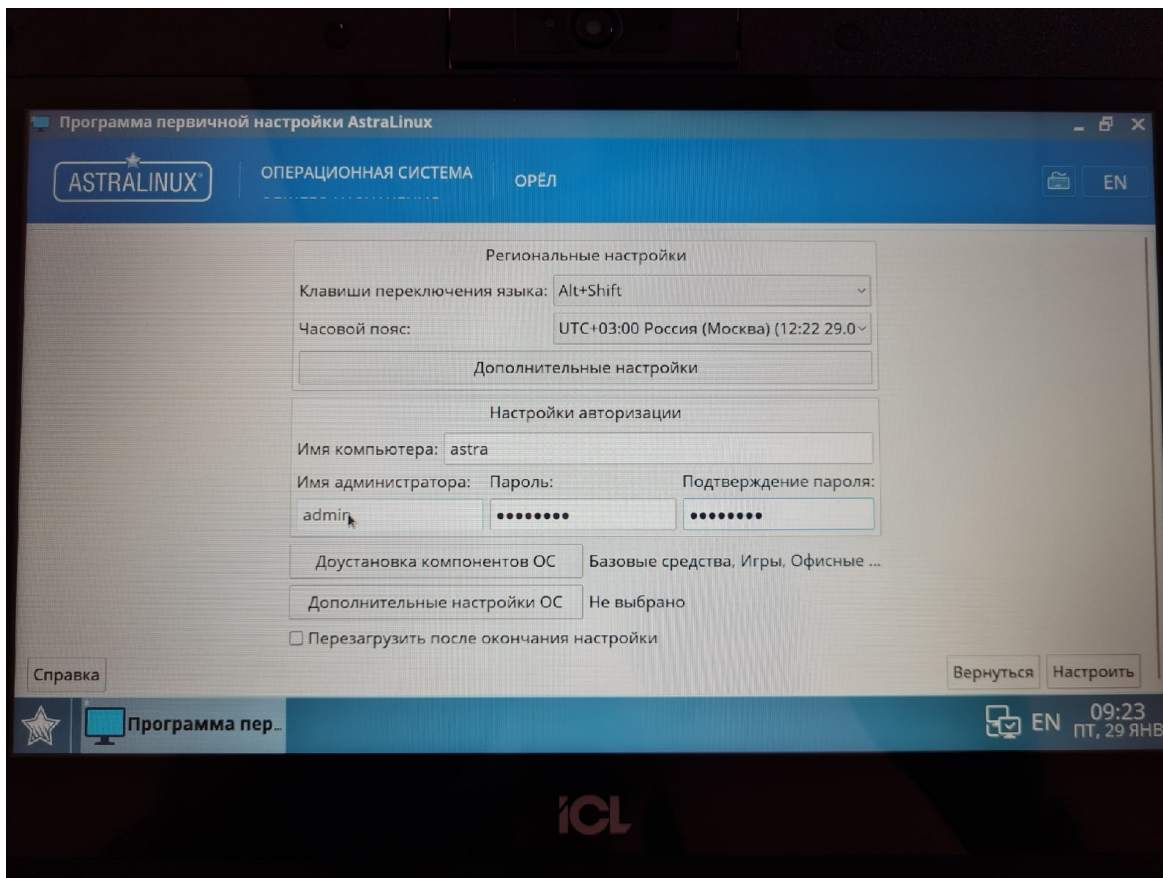 Программа первичной настройки AstraLinux
ASTRALINUX®
ОПЕРАЦИОННАЯ СИСТЕМА
ОРЁЛ
EN
Региональные настройки
Клавиши переключения языка: Alt+Shift
Часовой пояс: UTC+03:00 Россия (Москва) (12:22 29.0
Дополнительные настройки
Настройки авторизации
Имя компьютера: astra
Имя администратора: Пароль: Подтверждение пароля:
admin •••••••• ••••••••
Доустановка компонентов ОС Базовые средства, Игры, Офисные ...
Дополнительные настройки ОС Не выбрано
Перезагрузить после окончания настройки
Справка Вернуться Настроить
Программа пер... EN 09:23
ПТ, 29 ЯНВ
ICL